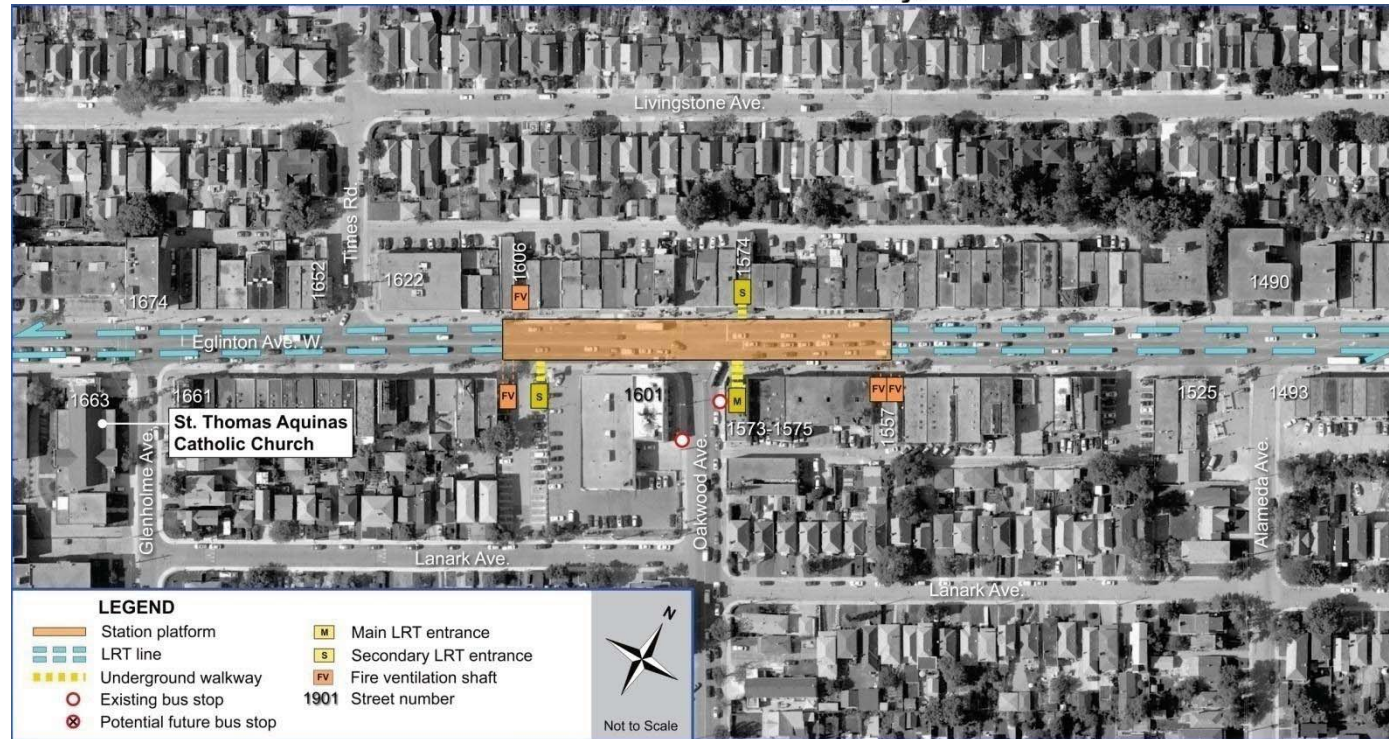 Livingstone Ave.
Times Rd.
1674
1652
1622
1606
1574
1490
FV
S
Eglinton Ave. W.
1663
1661
St. Thomas Aquinas
Catholic Church
Glenholme Ave.
FV
S
1601
M
1573-1575
FV
FV
1557
1525
1493
Oakwood Ave.
Alameda Ave.
Lanark Ave.
Lanark Ave.
LEGEND
Station platform
LRT line
Underground walkway
Existing bus stop
Potential future bus stop
M
Main LRT entrance
S
Secondary LRT entrance
FV
Fire ventilation shaft
1901
Street number
N
Not to Scale